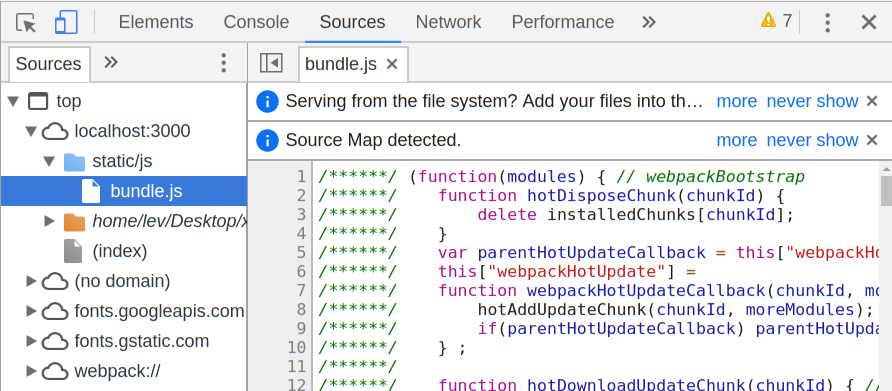 Elements Console Sources Network Performance » 7
Sources »
bundle.js ×
top
localhost:3000
static/js
bundle.js
home/lev/Desktop/x
(index)
(no domain)
fonts.googleapis.com
fonts.gstatic.com
webpack://
Serving from the file system? Add your files into th… more never show ×
Source Map detected. more never show ×
1 /******/ (function(modules) { // webpackBootstrap
2 /******/ function hotDisposeChunk(chunkId) {
3 /******/ delete installedChunks[chunkId];
4 /******/ }
5 /******/ var parentHotUpdateCallback = this["webpackHo
6 /******/ this["webpackHotUpdate"] =
7 /******/ function webpackHotUpdateCallback(chunkId, mo
8 /******/ hotAddUpdateChunk(chunkId, moreModules);
9 /******/ if(parentHotUpdateCallback) parentHotUpda
10 /******/ } ;
11 /******/
12 /******/ function hotDownloadUpdateChunk(chunkId) { //